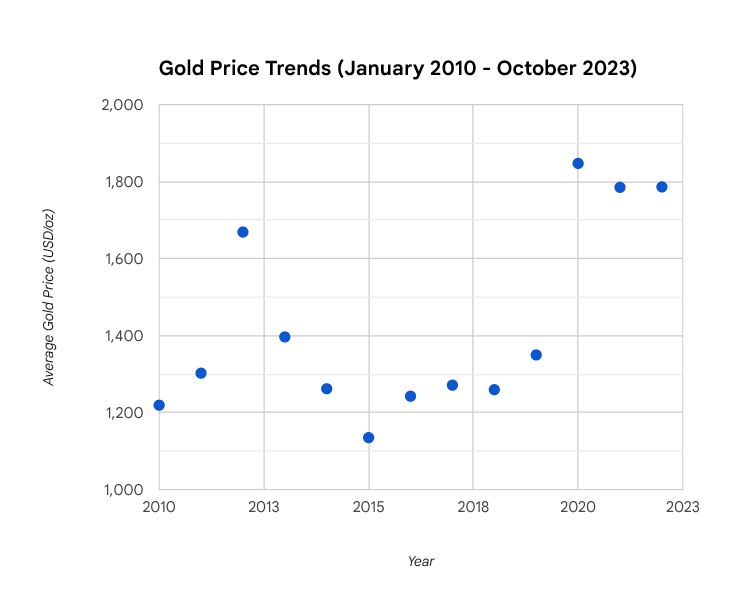 Gold Price Trends (January 2010 - October 2023)
2,000
1,800
1,600
1,400
1,200
1,000
Average Gold Price (USD/oz)
2010 2013 2015 2018 2020 2023
Year